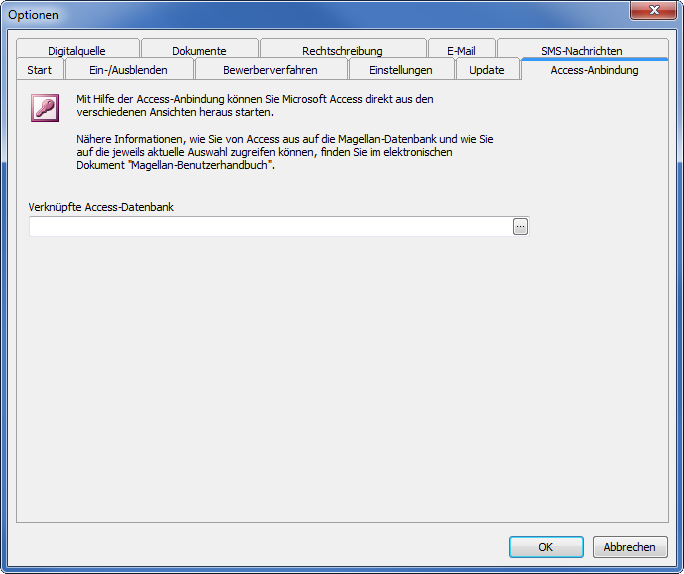 Optionen
Digitalquelle
Dokumente
Rechtschreibung
E-Mail
SMS-Nachrichten
Start
Ein-/Ausblenden
Bewerberverfahren
Einstellungen
Update
Access-Anbindung
Mit Hilfe der Access-Anbindung können Sie Microsoft Access direkt aus den
verschiedenen Ansichten heraus starten.
Nähere Informationen, wie Sie von Access aus auf die Magellan-Datenbank und wie Sie
auf die jeweils aktuelle Auswahl zugreifen können, finden Sie im elektronischen
Dokument "Magellan-Benutzerhandbuch".
Verknüpfte Access-Datenbank
...
OK
Abbrechen